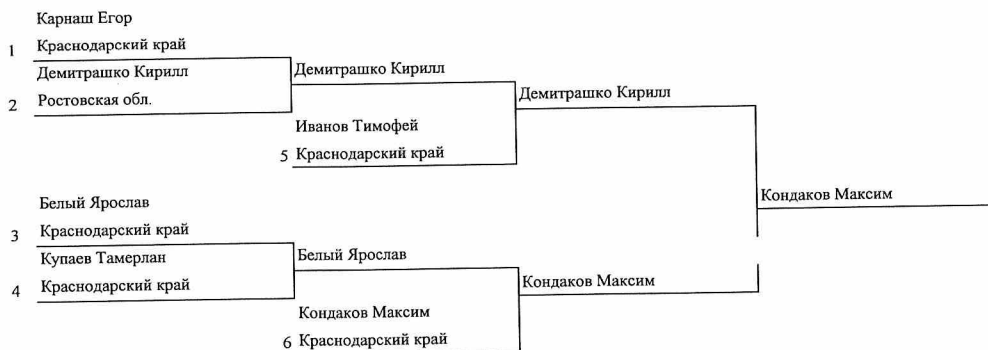 Карнаш Егор
1 Краснодарский край
Демитрашко Кирилл
2 Ростовская обл.
Демитрашко Кирилл
Иванов Тимофей
5 Краснодарский край
Демитрашко Кирилл
Белый Ярослав
3 Краснодарский край
Купаев Тамерлан
4 Краснодарский край
Белый Ярослав
Кондаков Максим
6 Краснодарский край
Кондаков Максим
Кондаков Максим